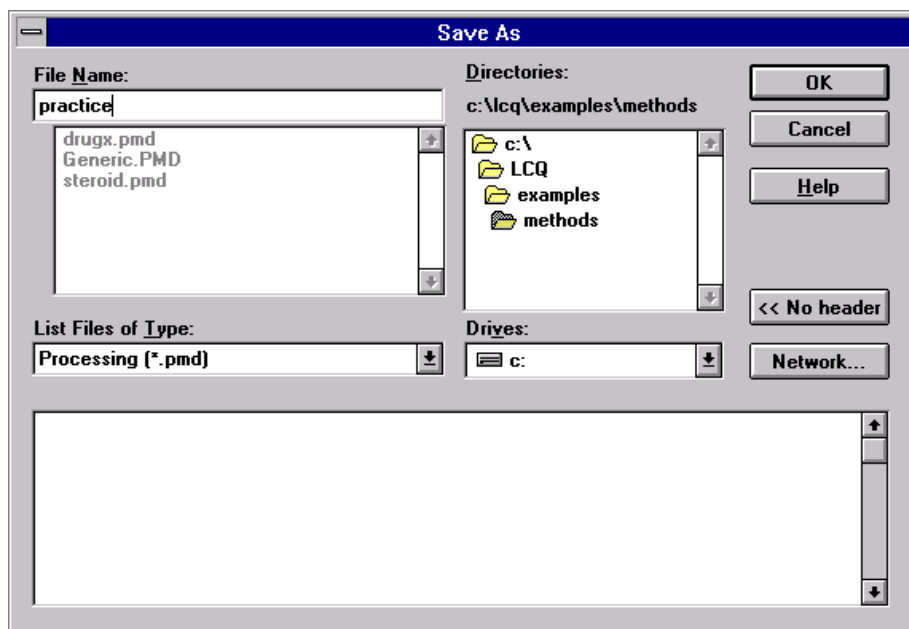 Save As
File Name:
practice
drugx.pmd
Generic.PMD
steroid.pmd
List Files of Type:
Processing (*.pmd)
Directories:
c:\lcq\examples\methods
c:\
LCQ
examples
methods
Drives:
c:
OK
Cancel
Help
<< No header
Network...